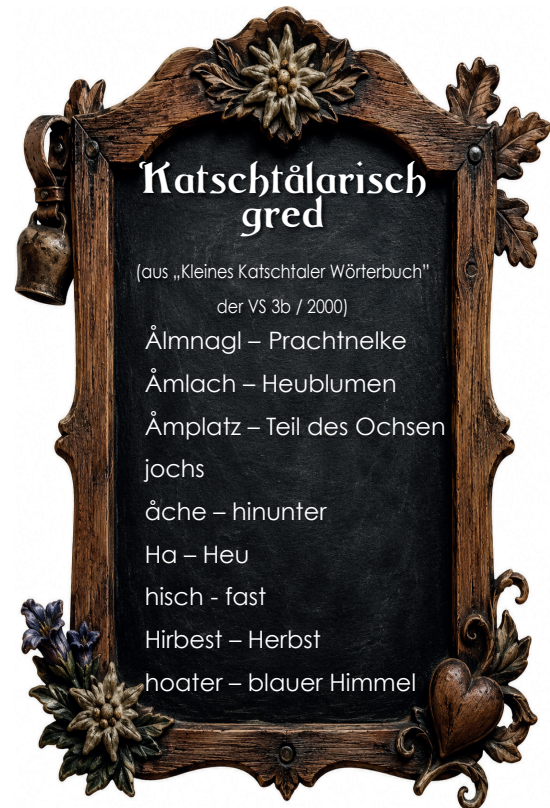 Katschtålarisch
gred
(aus „Kleines Katschtaler Wörterbuch”
der VS 3b / 2000)
Ålmnagl – Prachtnelke
Åmlach – Heublumen
Åmplatz – Teil des Ochsen
jochs
åche – hinunter
Ha – Heu
hisch - fast
Hirbest – Herbst
hoater – blauer Himmel